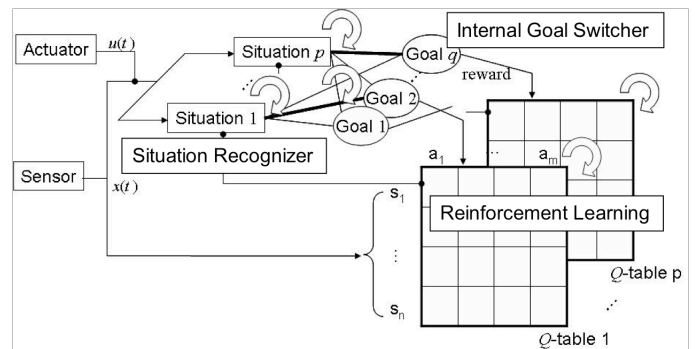 Internal Goal Switcher
Actuator
u(t)
Situation p
Goal q
reward
Goal 2
Situation 1
Goal 1
Situation Recognizer
a1
..
am
Sensor
x(t)
s1
Reinforcement Learning
...
sn
Q-table p
...
Q-table 1